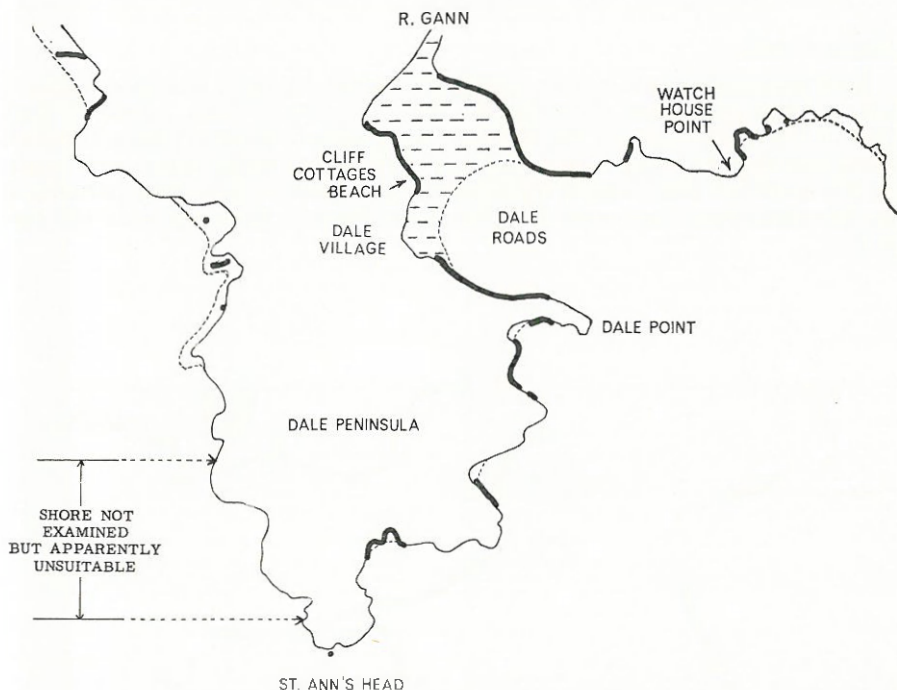 R. GANN
WATCH
HOUSE
POINT
CLIFF
COTTAGES
BEACH
DALE
VILLAGE
DALE
ROADS
DALE POINT
DALE PENINSULA
SHORE NOT
EXAMINED
BUT APPARENTLY
UNSUITABLE
ST. ANN'S HEAD